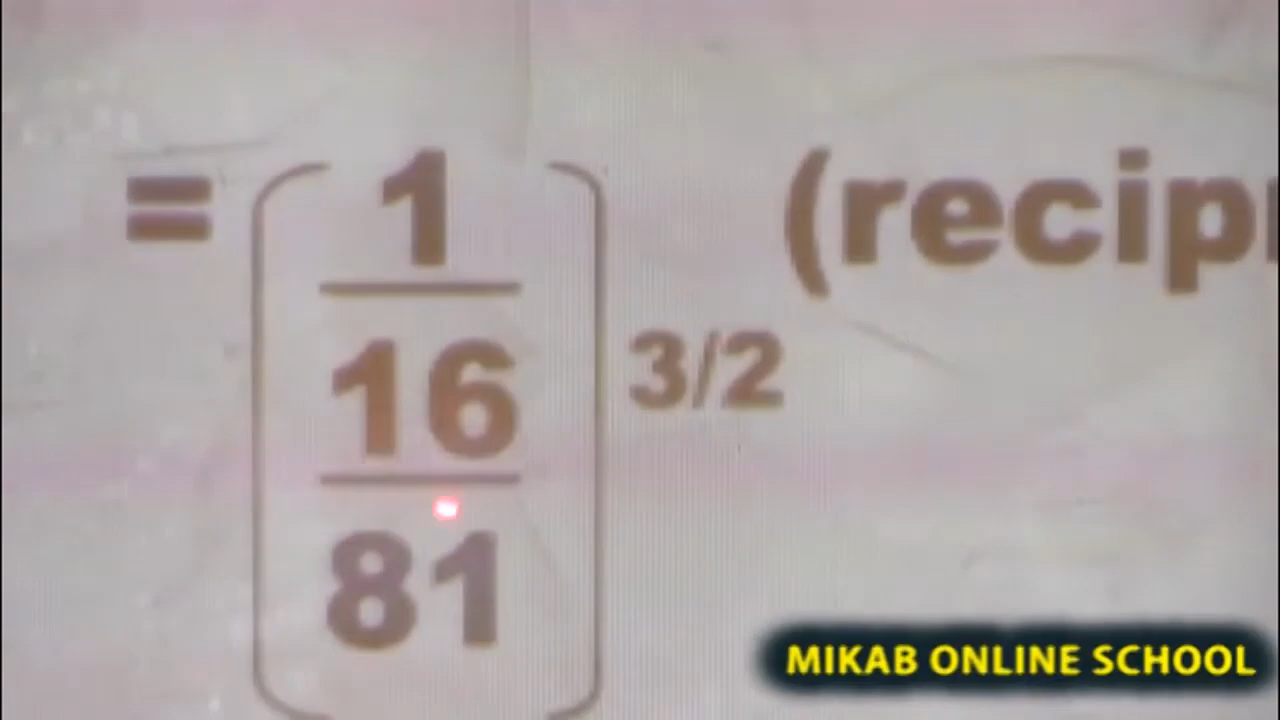 = ( 1 / 16 / 81 ) 3/2 (recip
MIKAB ONLINE SCHOOL